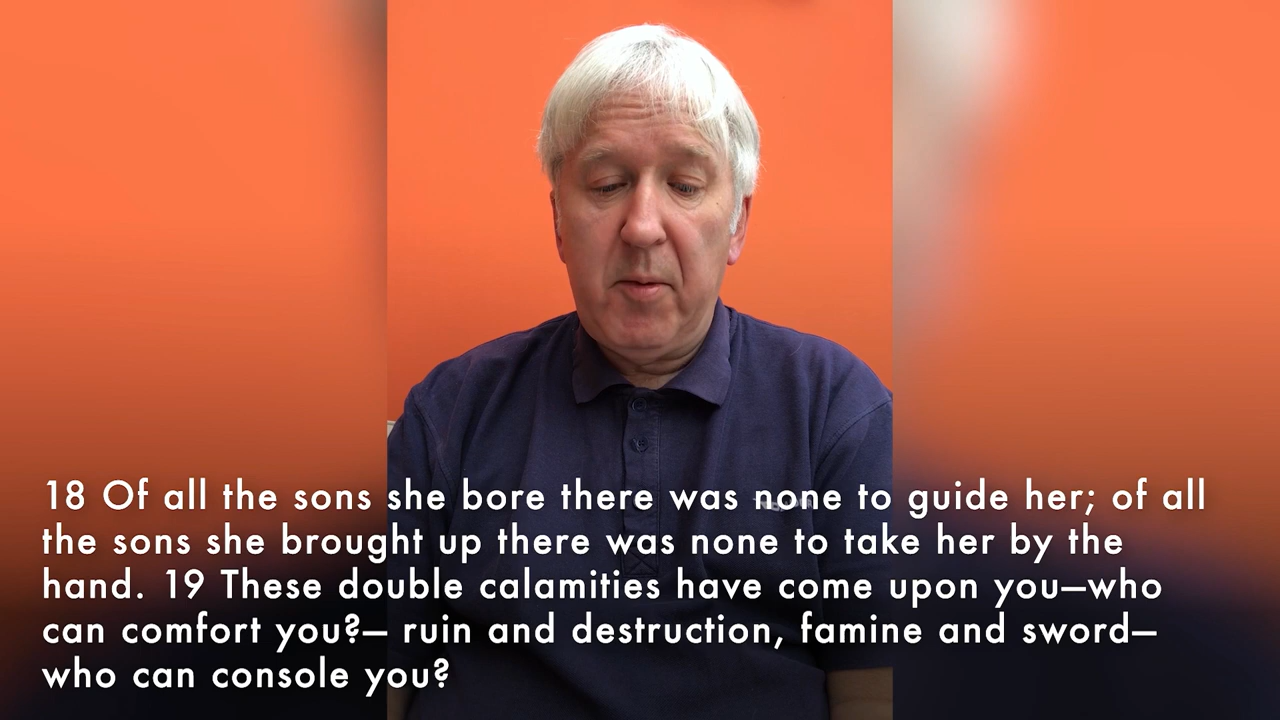 18 Of all the sons she bore there was none to guide her; of all
the sons she brought up there was none to take her by the
hand. 19 These double calamities have come upon you—who
can comfort you?— ruin and destruction, famine and sword—
who can console you?